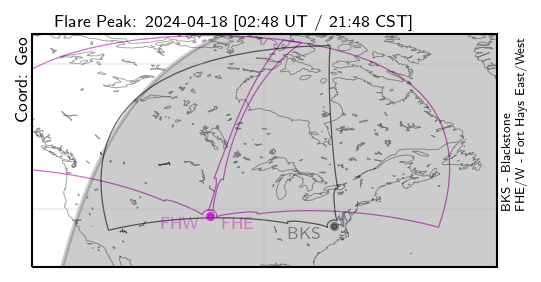 Flare Peak: 2024-04-18 [02:48 UT / 21:48 CST]
Coord: Geo
FHW
FHE
BKS
BKS - Blackstone
FHE/W - Fort Hays East/West